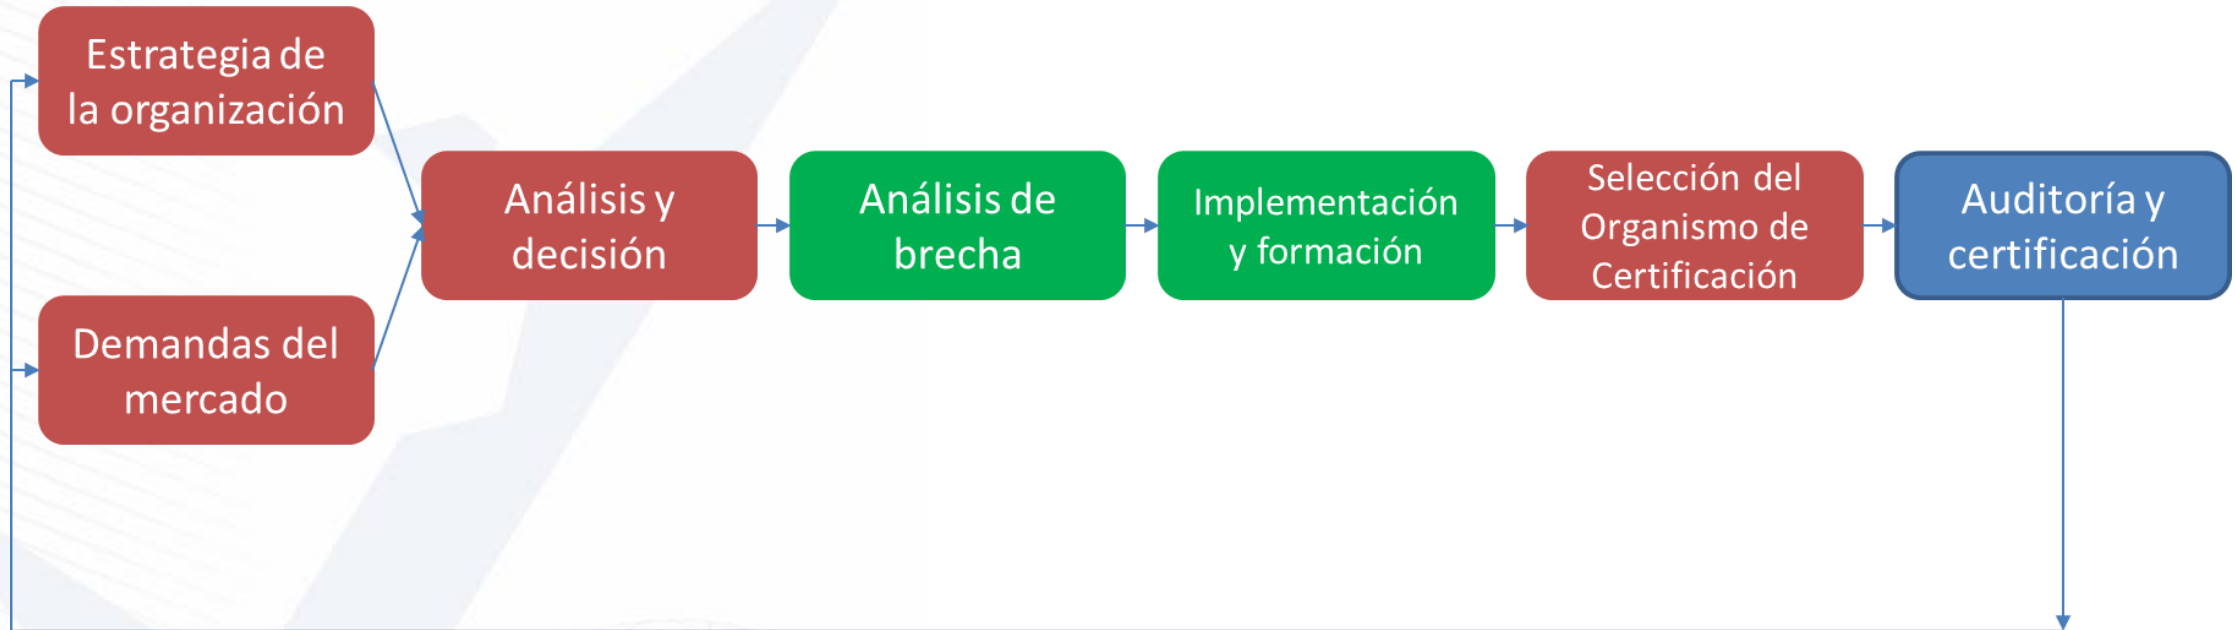 Estrategia de
la organización
Demandas del
mercado
Análisis y
decisión
Análisis de
brecha
Implementación
y formación
Selección del
Organismo de
Certificación
Auditoría y
certificación